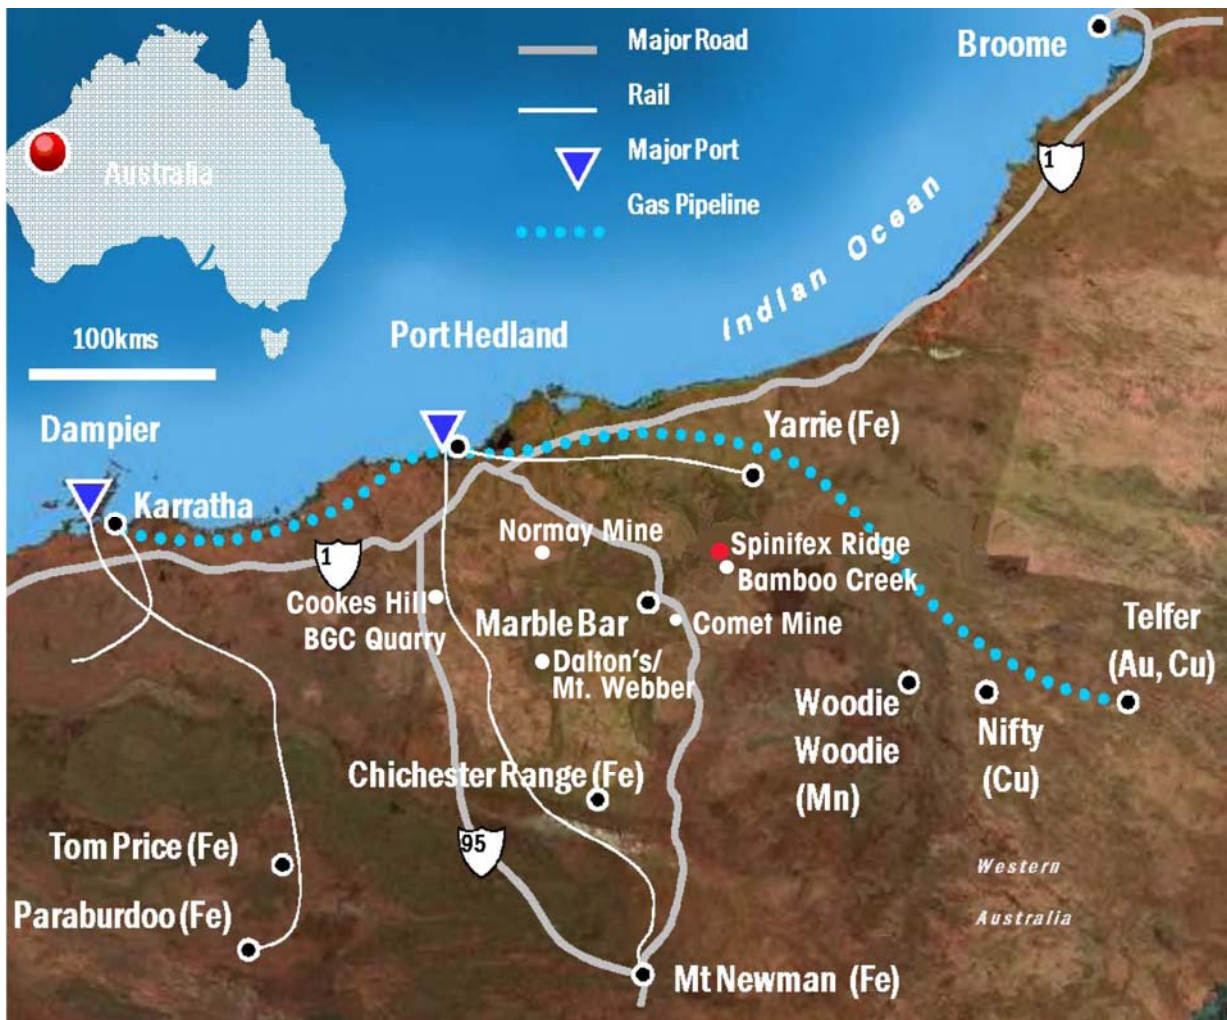 Major Road
Rail
Major Port
Gas Pipeline
Australia
100kms
Broome
1
Indian Ocean
Port Hedland
Dampier
Karratha
Yarrie (Fe)
1
Normay Mine
Spinifex Ridge
Bamboo Creek
Cookes Hill
BGC Quarry
Marble Bar
Comet Mine
Dalton's/
Mt. Webber
Telfer
(Au, Cu)
Woodie
Woodie
(Mn)
Nifty
(Cu)
Chichester Range (Fe)
95
Tom Price (Fe)
Paraburdoo (Fe)
Western
Australia
Mt Newman (Fe)